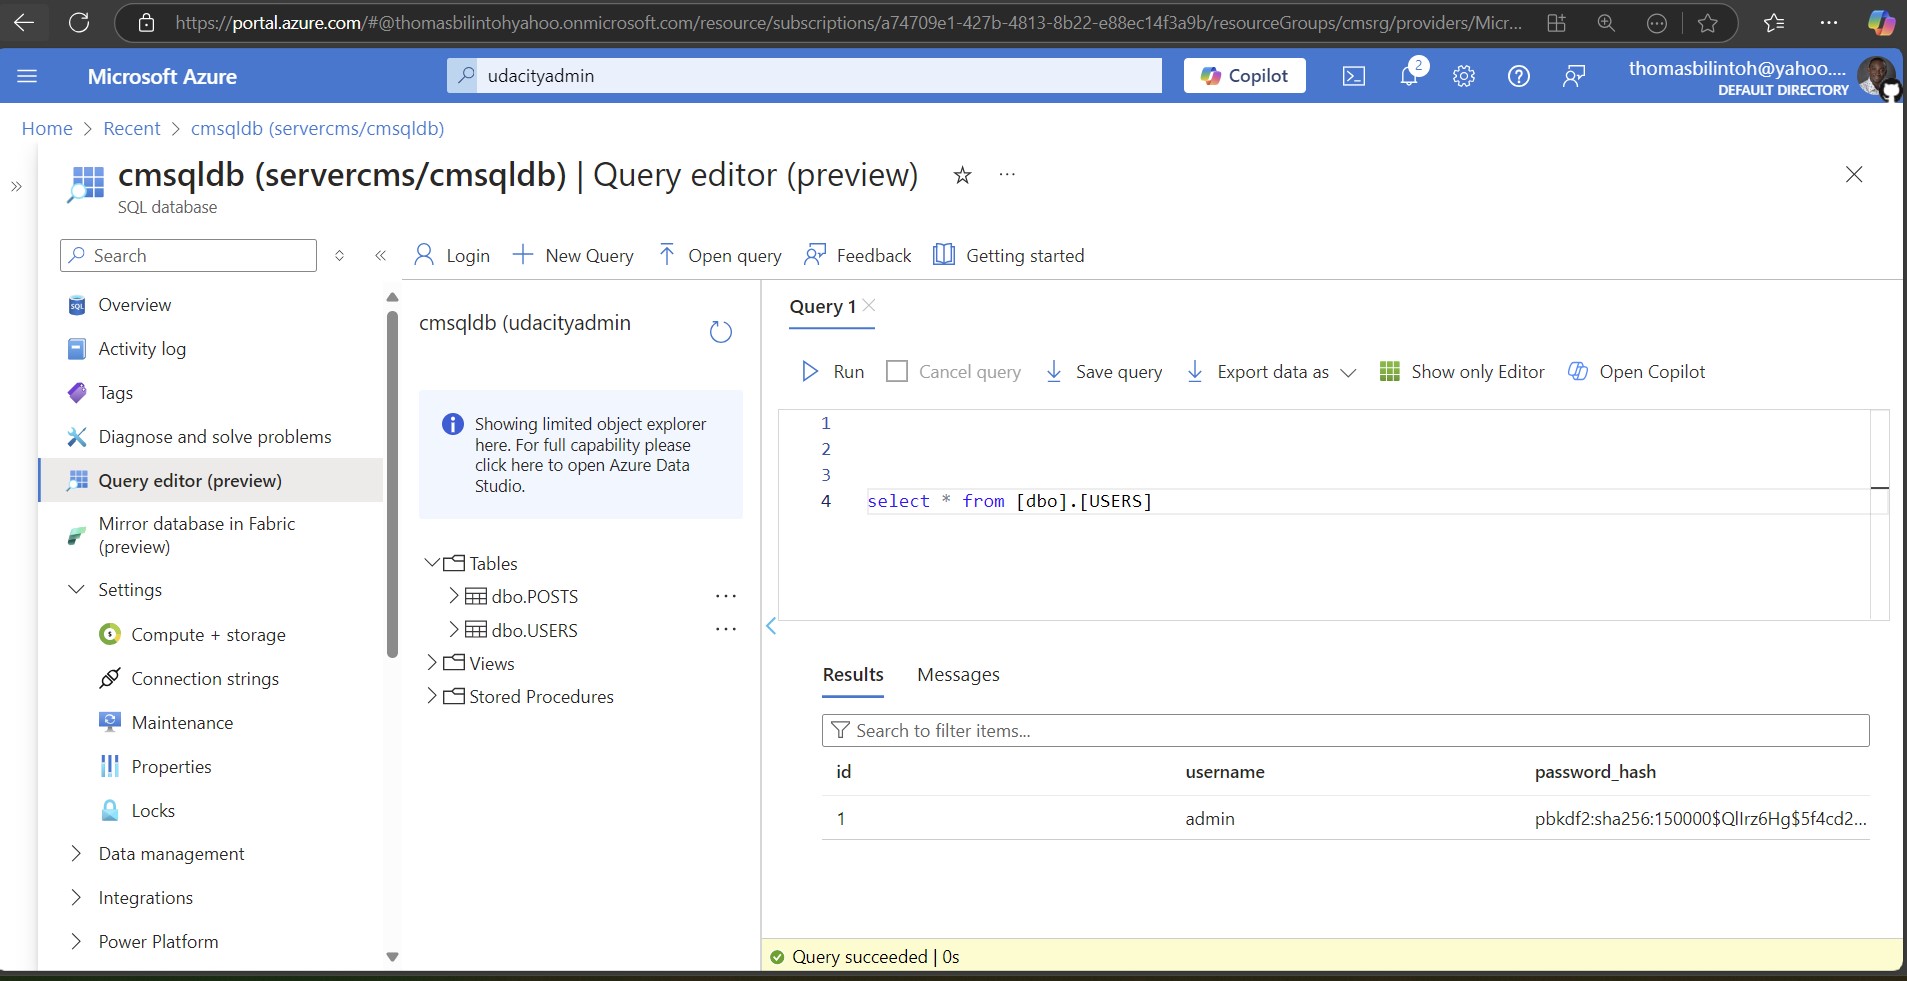 https://portal.azure.com/#@thomasbilintohyahoo.onmicrosoft.com/resource/subscriptions/a74709e1-427b-4813-8b22-e88ec14f3a9b/resourceGroups/cmsrg/providers/Micr...
Microsoft Azure
udacityadmin
Copilot
2
thomasbilintoh@yahoo....
DEFAULT DIRECTORY
Home > Recent > cmsqldb (servercms/cmsqldb)
cmsqldb (servercms/cmsqldb) | Query editor (preview)
SQL database
Search
Login
New Query
Open query
Feedback
Getting started
Overview
Activity log
Tags
Diagnose and solve problems
Query editor (preview)
Mirror database in Fabric
(preview)
Settings
Compute + storage
Connection strings
Maintenance
Properties
Locks
Data management
Integrations
Power Platform
cmsqldb (udacityadmin
Showing limited object explorer
here. For full capability please
click here to open Azure Data
Studio.
Tables
dbo.POSTS
dbo.USERS
Views
Stored Procedures
Query 1
Run
Cancel query
Save query
Export data as
Show only Editor
Open Copilot
1
2
3
4 select * from [dbo].[USERS]
Results Messages
Search to filter items...
id username password_hash
1 admin pbkdf2:sha256:150000$QlIrz6Hg$5f4cd2...
Query succeeded | 0s